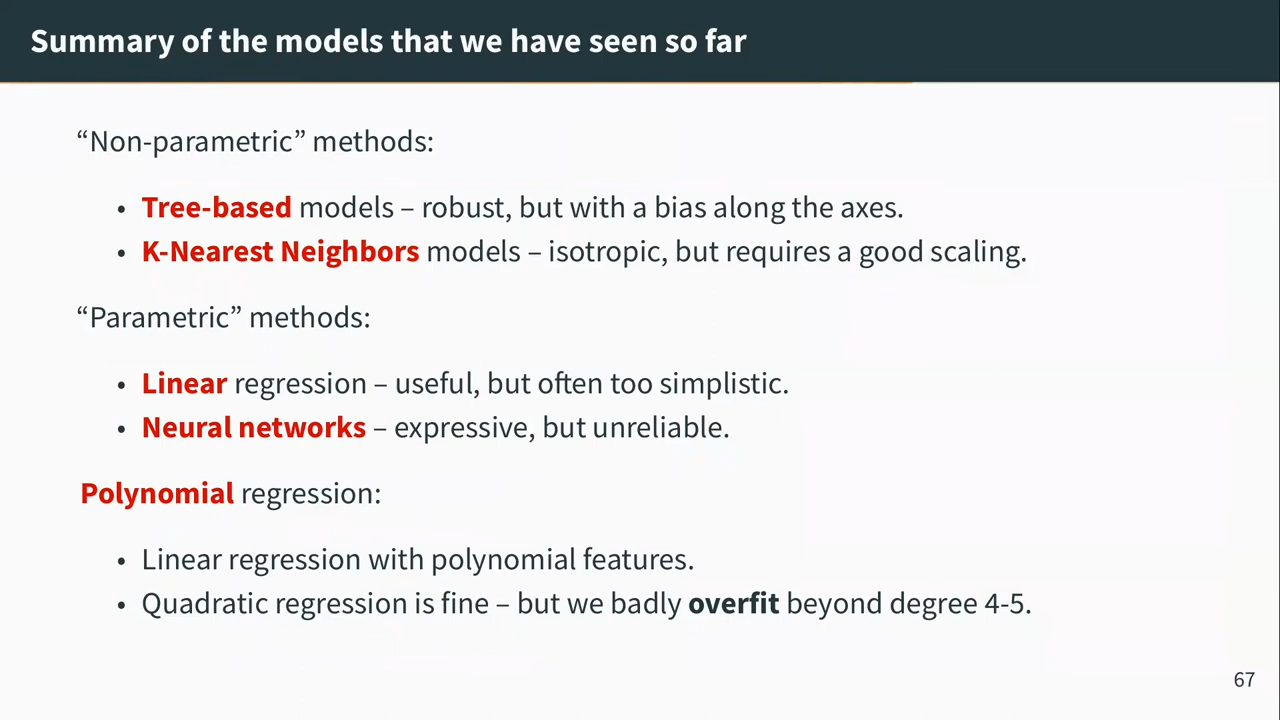 Summary of the models that we have seen so far
“Non-parametric” methods:
• Tree-based models – robust, but with a bias along the axes.
• K-Nearest Neighbors models – isotropic, but requires a good scaling.
“Parametric” methods:
• Linear regression – useful, but often too simplistic.
• Neural networks – expressive, but unreliable.
Polynomial regression:
• Linear regression with polynomial features.
• Quadratic regression is fine – but we badly overfit beyond degree 4-5.
67